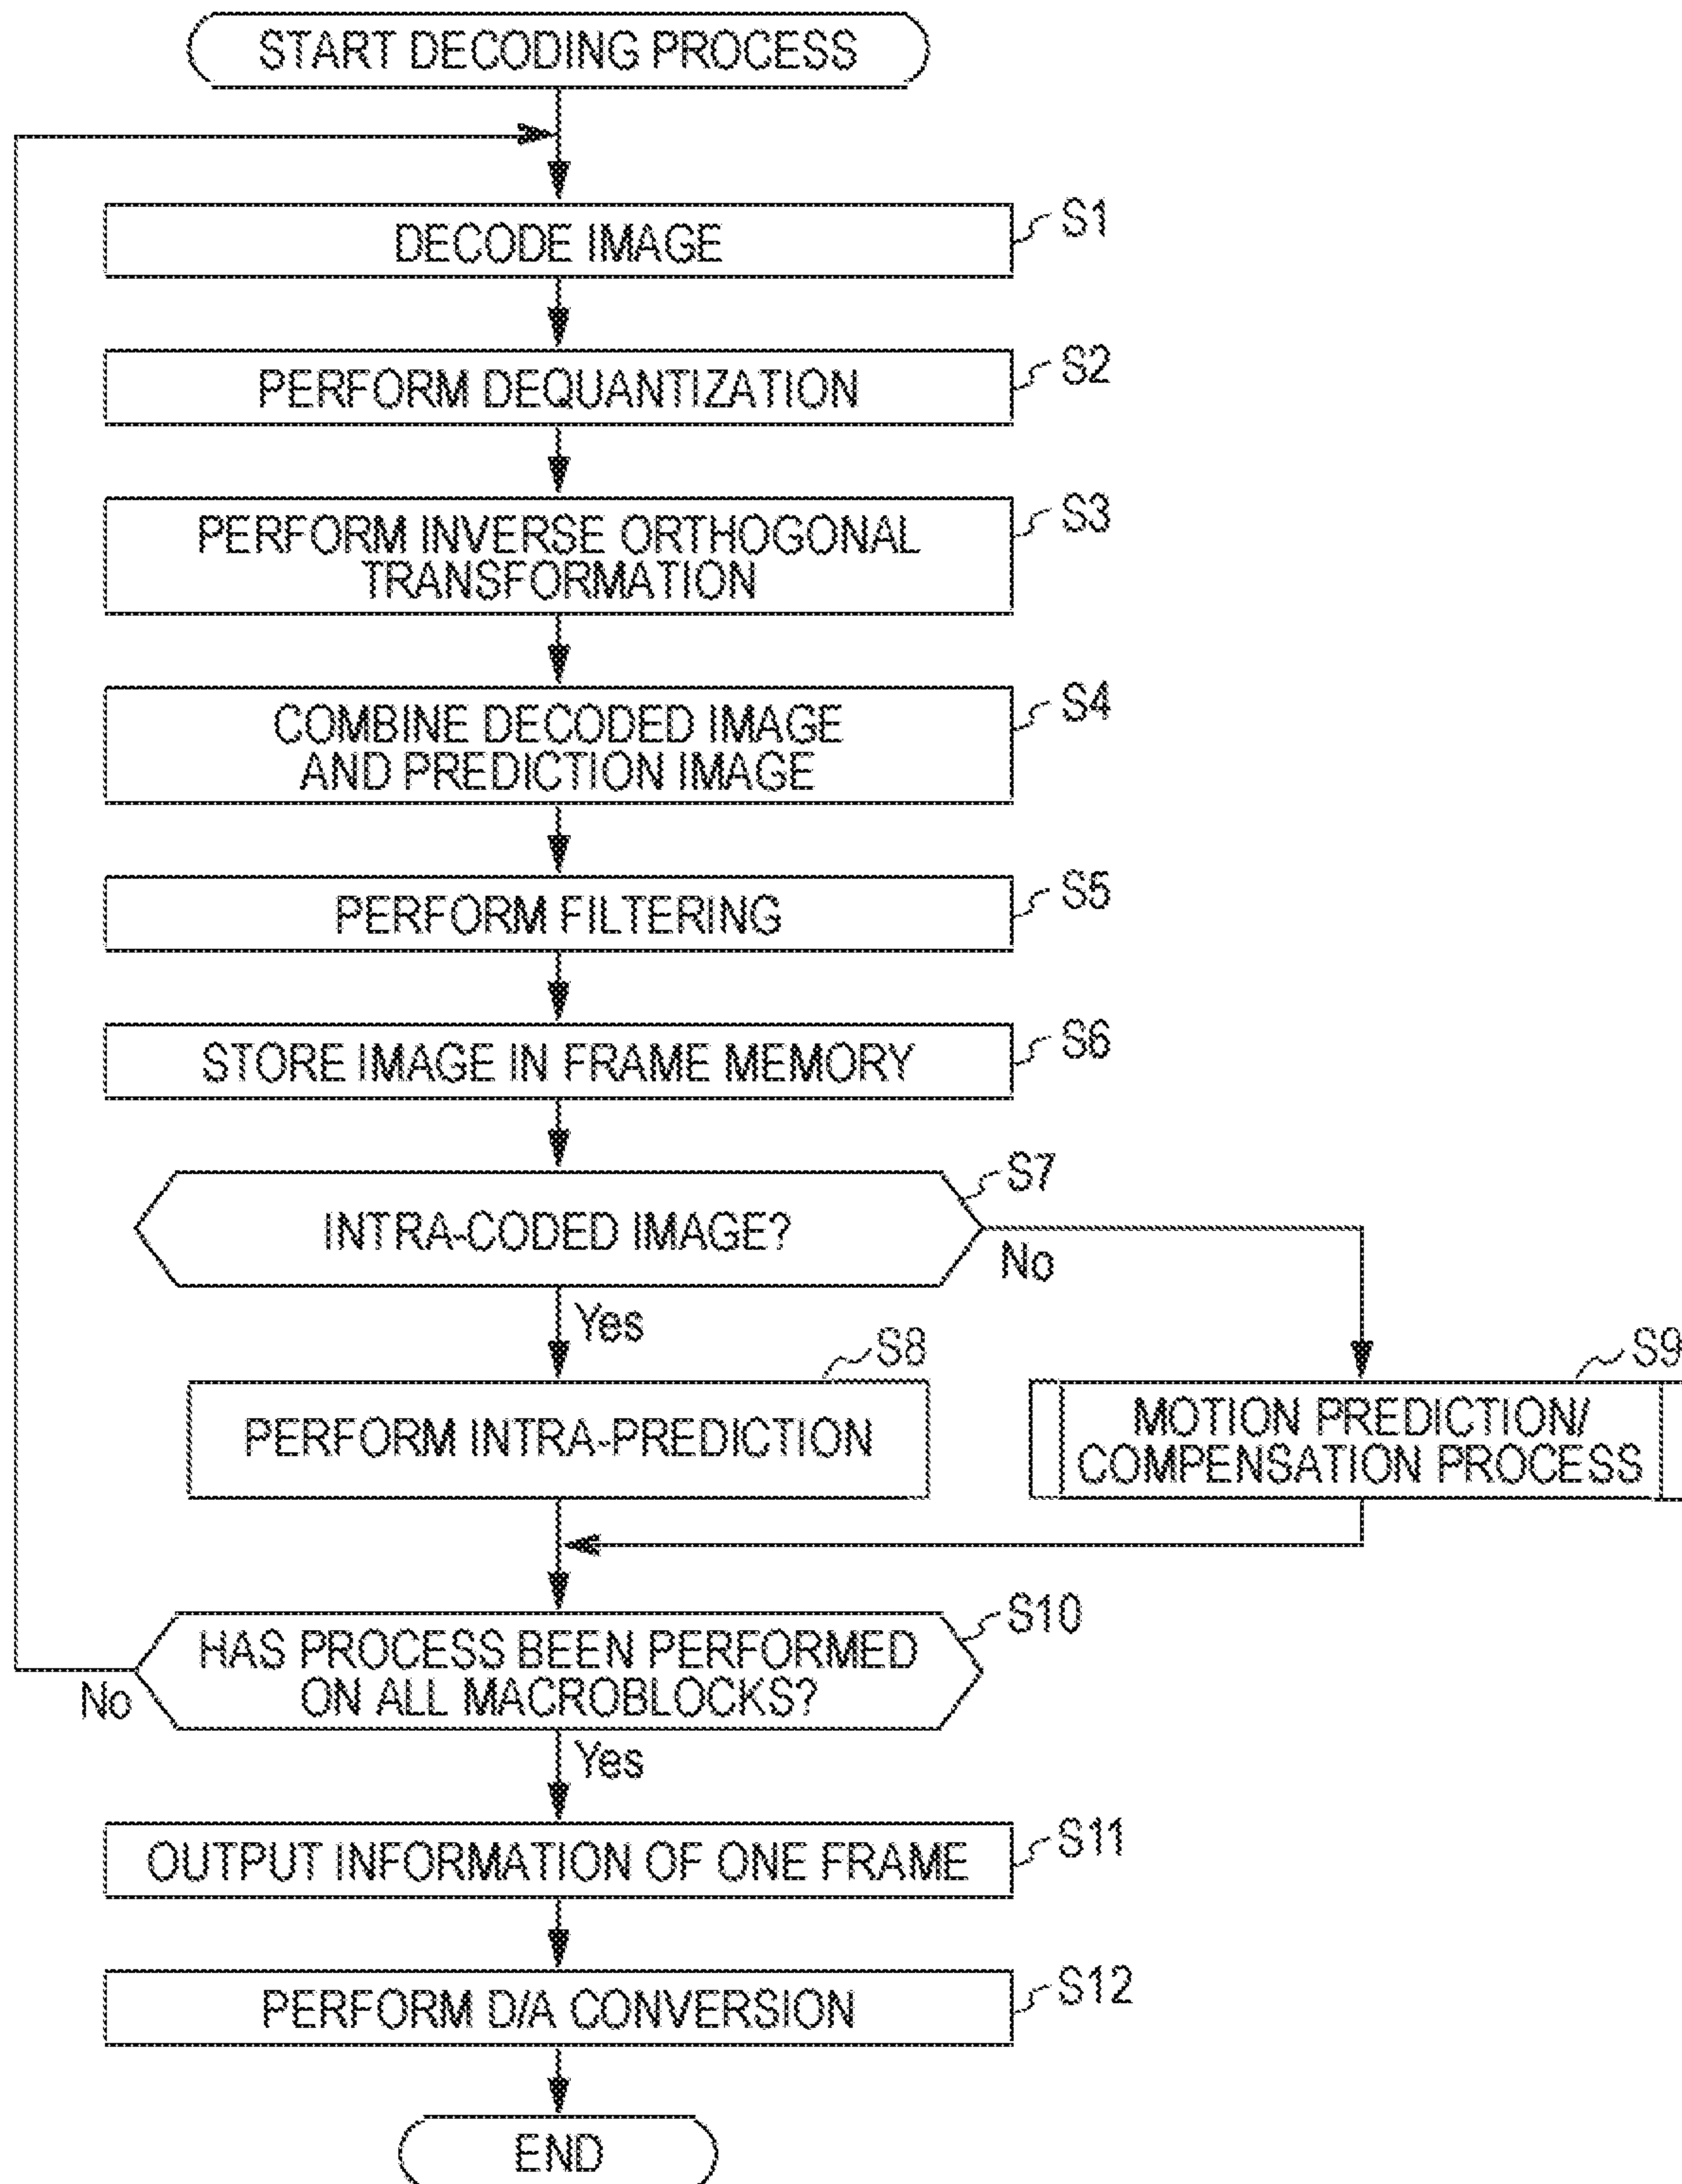 START DECODING PROCESS
DECODE IMAGE
S1
PERFORM DEQUANTIZATION
S2
PERFORM INVERSE ORTHOGONAL
TRANSFORMATION
S3
COMBINE DECODED IMAGE
AND PREDICTION IMAGE
S4
PERFORM FILTERING
S5
STORE IMAGE IN FRAME MEMORY
S6
INTRA-CODED IMAGE?
S7
No
Yes
PERFORM INTRA-PREDICTION
S8
MOTION PREDICTION/
COMPENSATION PROCESS
S9
HAS PROCESS BEEN PERFORMED
ON ALL MACROBLOCKS?
S10
No
Yes
OUTPUT INFORMATION OF ONE FRAME
S11
PERFORM D/A CONVERSION
S12
END